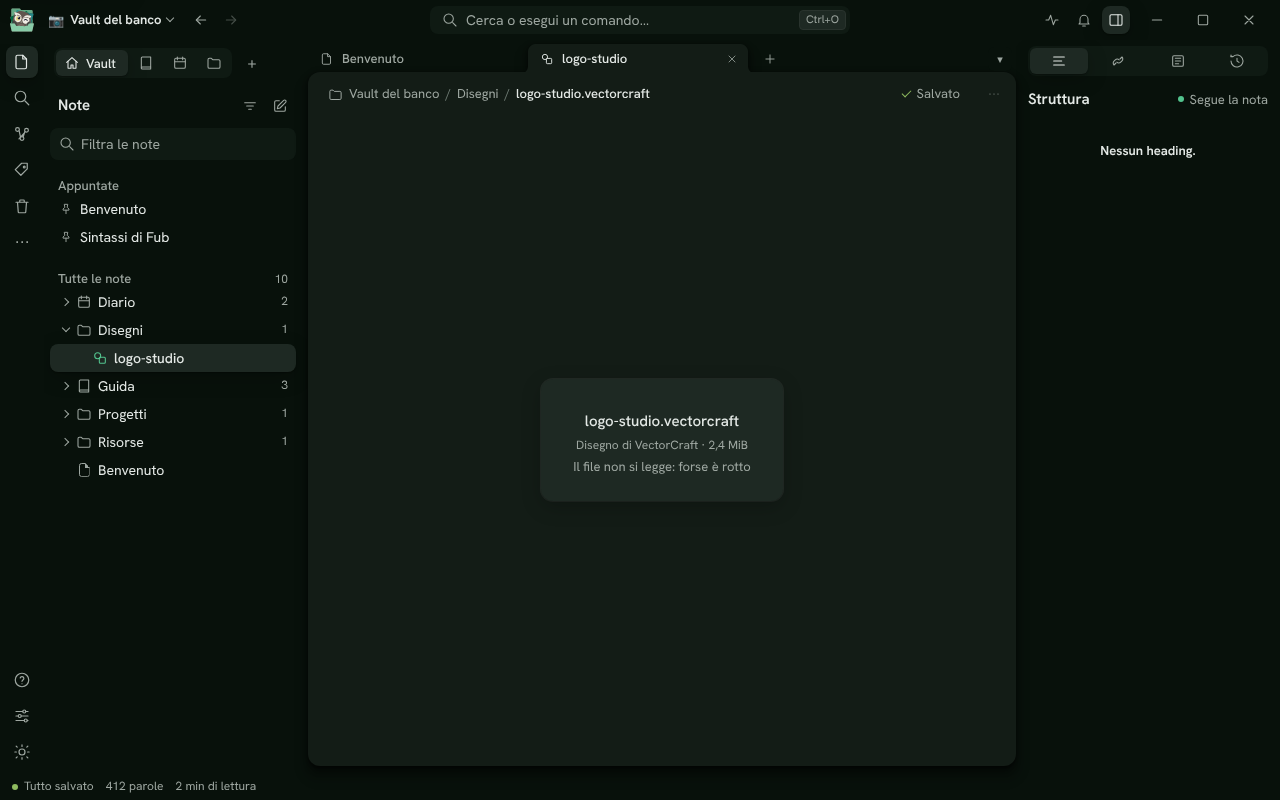 Vault del banco
Cerca o esegui un comando...
Ctrl+O
Vault
Benvenuto
logo-studio
Note
Vault del banco / Disegni / logo-studio.vectorcraft
Salvato
Struttura
Segue la nota
Filtra le note
Nessun heading.
Appuntate
Benvenuto
Sintassi di Fub
Tutte le note 10
Diario 2
Disegni 1
logo-studio
Guida 3
Progetti 1
Risorse 1
Benvenuto
logo-studio.vectorcraft
Disegno di VectorCraft · 2,4 MiB
Il file non si legge: forse è rotto
Tutto salvato 412 parole 2 min di lettura